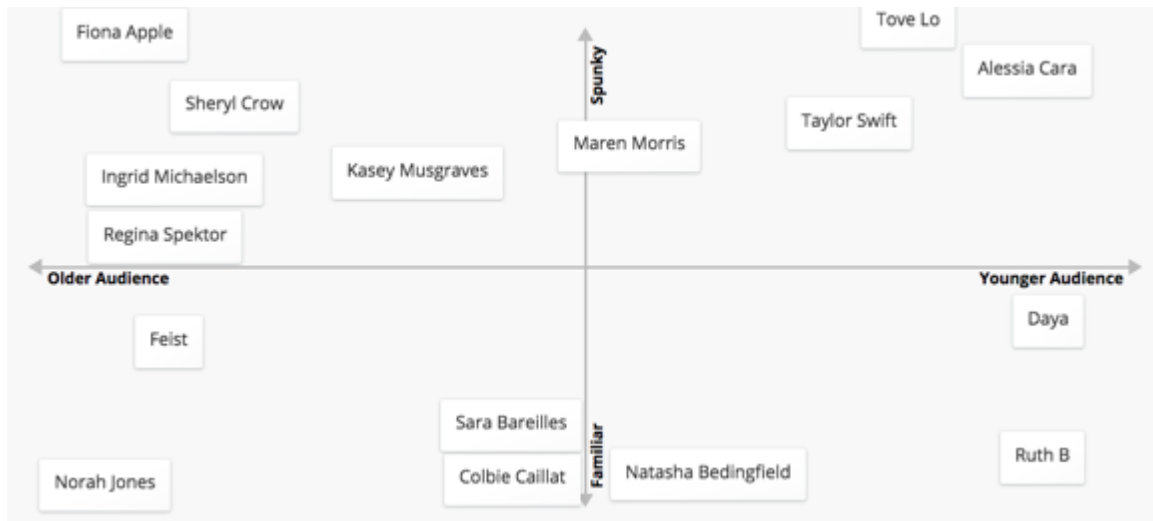 Fiona Apple
Tove Lo
Spunky
Alessia Cara
Sheryl Crow
Taylor Swift
Maren Morris
Kasey Musgraves
Ingrid Michaelson
Regina Spektor
Older Audience
Younger Audience
Daya
Feist
Sara Bareilles
Familiar
Ruth B
Colbie Caillat
Natasha Bedingfield
Norah Jones